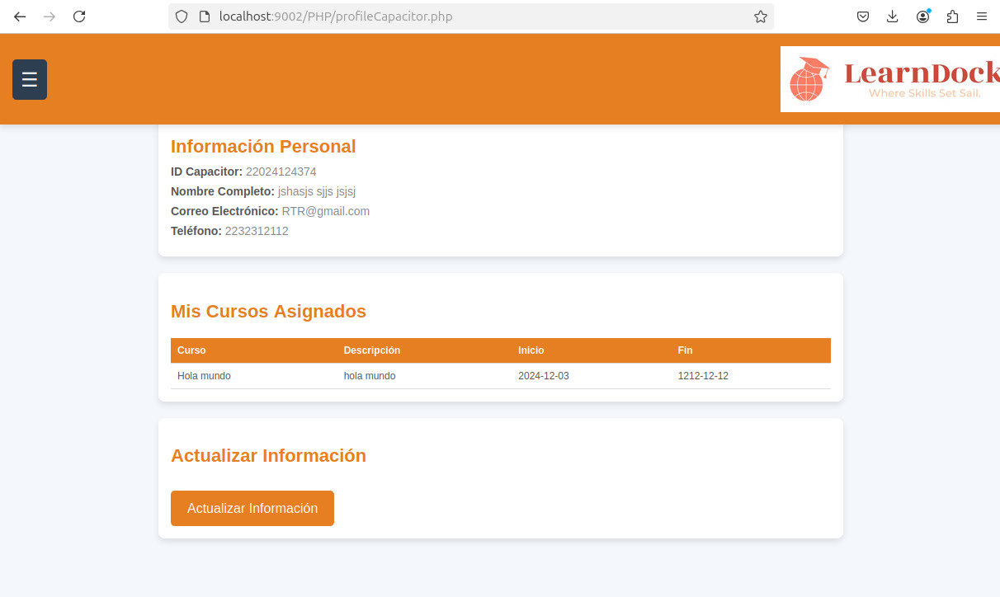 localhost:9002/PHP/profileCapacitor.php
LearnDock
Where Skills Set Sail.
Información Personal
ID Capacitor: 22024124374
Nombre Completo: jshasjs sjjs jsjsj
Correo Electrónico: RTR@gmail.com
Teléfono: 2232312112
Mis Cursos Asignados
Curso Descripción Inicio Fin
Hola mundo hola mundo 2024-12-03 1212-12-12
Actualizar Información
Actualizar Información